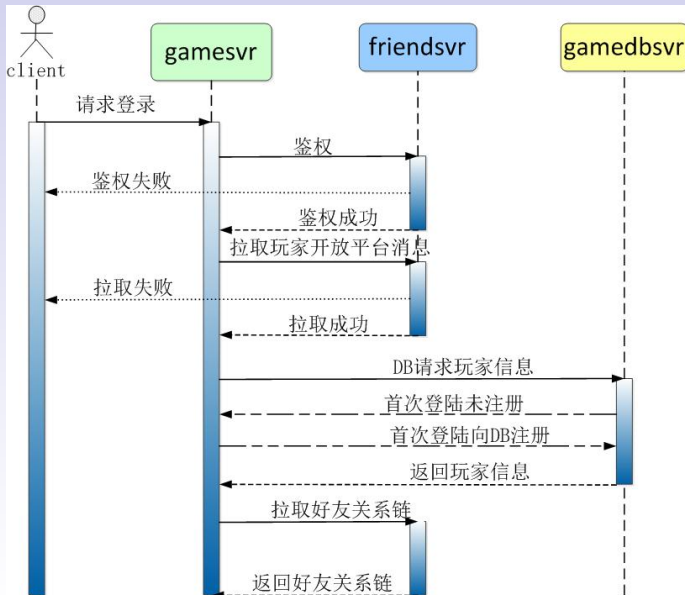 client
gamesvr
friendsvr
gamedbsvr
请求登录
鉴权
鉴权失败
鉴权成功
拉取玩家开放平台消息
拉取失败
拉取成功
DB请求玩家信息
首次登陆未注册
首次登陆向DB注册
返回玩家信息
拉取好友关系链
返回好友关系链